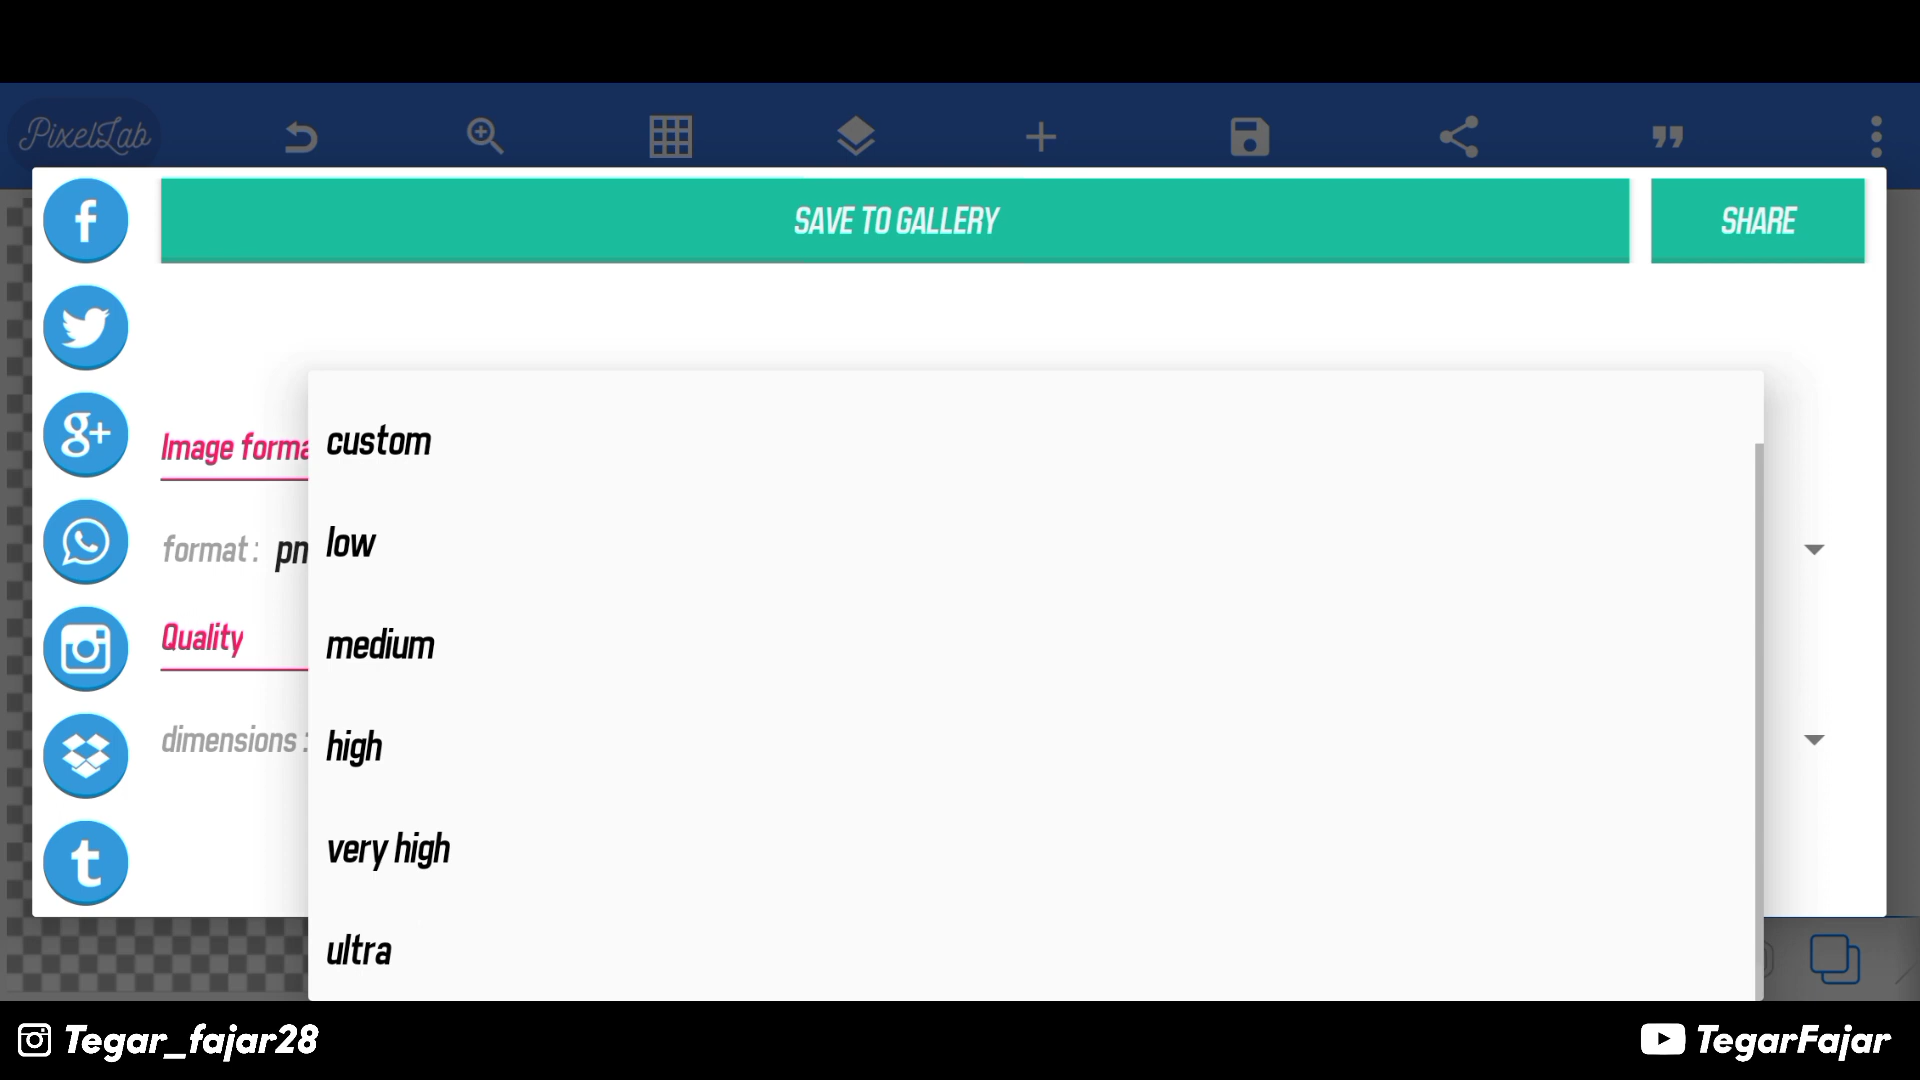 PixelLab
SAVE TO GALLERY
SHARE
Image forma
custom
low
format : pn
Quality
medium
dimensions :
high
very high
ultra
Tegar_fajar28
TegarFajar